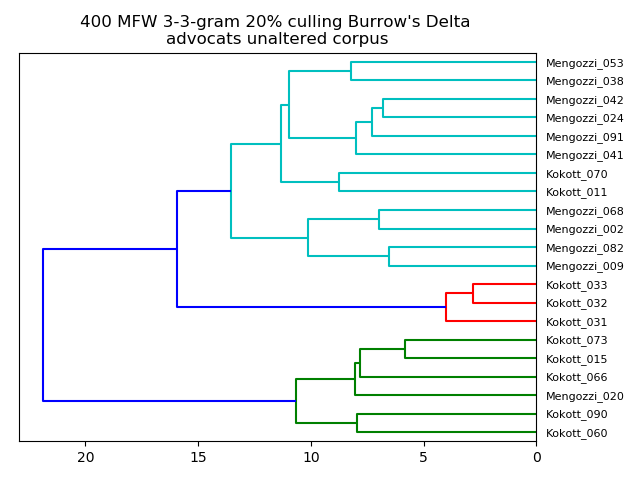 400 MFW 3-3-gram 20% culling Burrow's Delta
advocats unaltered corpus
Mengozzi_053
Mengozzi_038
Mengozzi_042
Mengozzi_024
Mengozzi_091
Mengozzi_041
Kokott_070
Kokott_011
Mengozzi_068
Mengozzi_002
Mengozzi_082
Mengozzi_009
Kokott_033
Kokott_032
Kokott_031
Kokott_073
Kokott_015
Kokott_066
Mengozzi_020
Kokott_090
Kokott_060
20 15 10 5 0